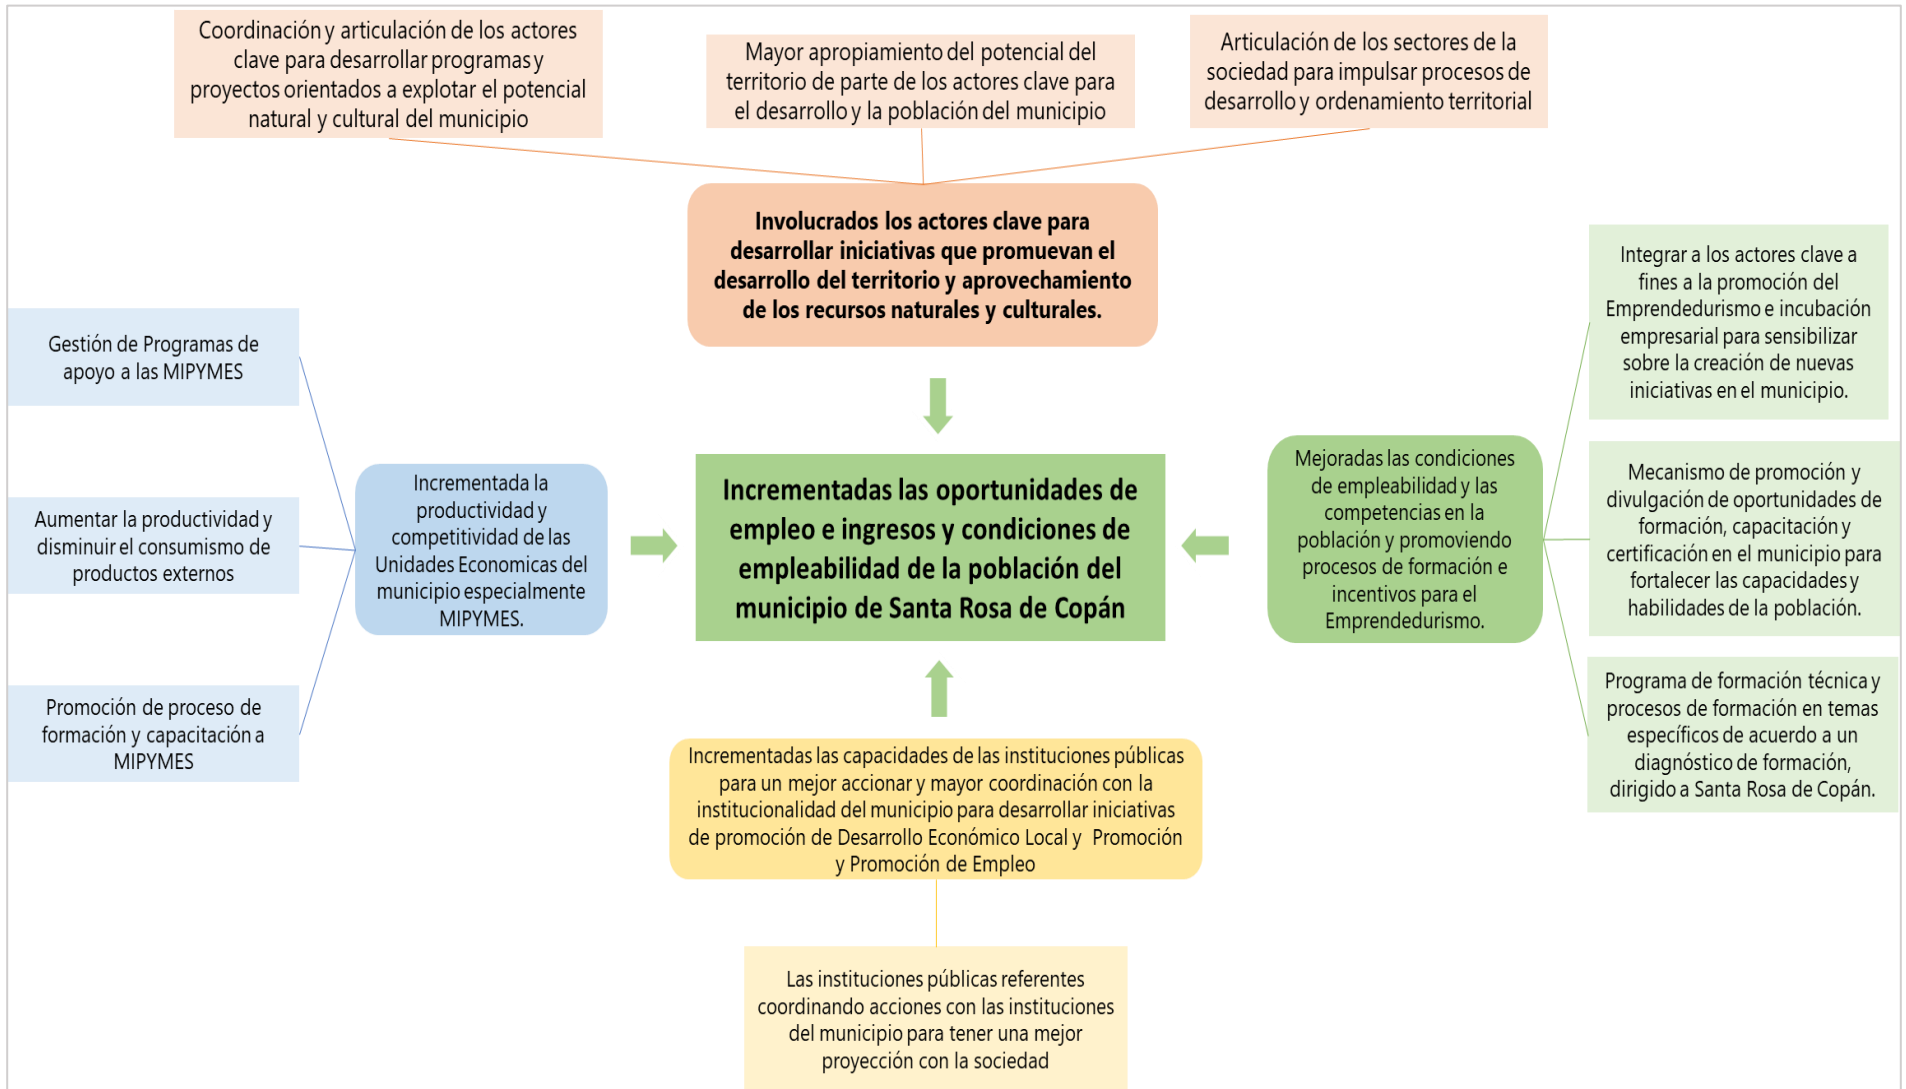 Coordinación y articulación de los actores
clave para desarrollar programas y
proyectos orientados a explotar el potencial
natural y cultural del municipio
Mayor apropiamiento del potencial del
territorio de parte de los actores clave para
el desarrollo y la población del municipio
Articulación de los sectores de la
sociedad para impulsar procesos de
desarrollo y ordenamiento territorial
Involucrados los actores clave para
desarrollar iniciativas que promuevan el
desarrollo del territorio y aprovechamiento
de los recursos naturales y culturales.
Gestión de Programas de
apoyo a las MIPYMES
Aumentar la productividad y
disminuir el consumismo de
productos externos
Promoción de proceso de
formación y capacitación a
MIPYMES
Incrementada la
productividad y
competitividad de las
Unidades Economicas del
municipio especialmente
MIPYMES.
Incrementadas las oportunidades de
empleo e ingresos y condiciones de
empleabilidad de la población del
municipio de Santa Rosa de Copán
Mejoradas las condiciones
de empleabilidad y las
competencias en la
población y promoviendo
procesos de formación e
incentivos para el
Emprendedurismo.
Integrar a los actores clave a
fines a la promoción del
Emprendedurismo e incubación
empresarial para sensibilizar
sobre la creación de nuevas
iniciativas en el municipio.
Mecanismo de promoción y
divulgación de oportunidades de
formación, capacitación y
certificación en el municipio para
fortalecer las capacidades y
habilidades de la población.
Programa de formación técnica y
procesos de formación en temas
específicos de acuerdo a un
diagnóstico de formación,
dirigido a Santa Rosa de Copán.
Incrementadas las capacidades de las instituciones públicas
para un mejor accionar y mayor coordinación con la
institucionalidad del municipio para desarrollar iniciativas
de promoción de Desarrollo Económico Local y Promoción
y Promoción de Empleo
Las instituciones públicas referentes
coordinando acciones con las instituciones
del municipio para tener una mejor
proyección con la sociedad